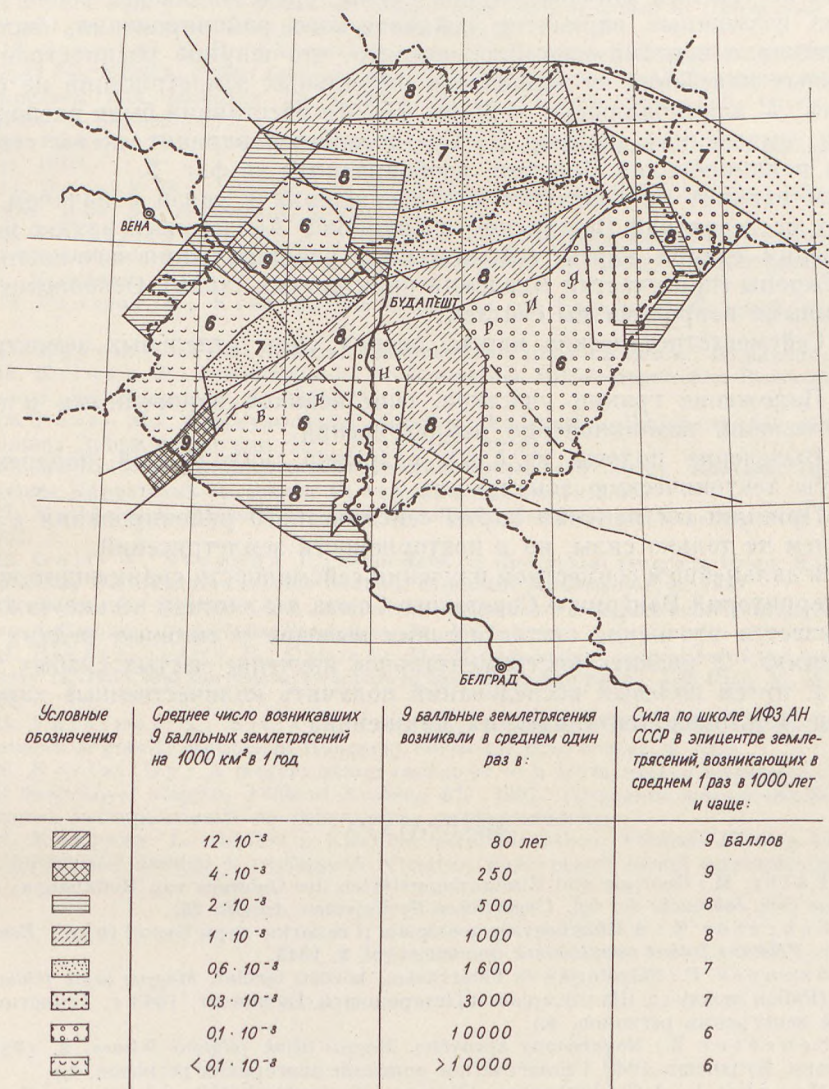 8
7
7
8
6
8
ВЕНА
9
8
БУДАПЕШТ
6
8
7
6
9
6
8
8
ВЕНГРИЯ
БЕЛГРАД
Условные обозначения
Среднее число возникавших
9 балльных землетрясений
на 1000 км² в 1 год
9 балльные землетрясения
возникали в среднем один
раз в:
Сила по школе ИФЗ АН
СССР в эпицентре земле-
трясений, возникающих в
среднем 1 раз в 1000 лет
и чаще:
12·10⁻³ 80 лет 9 баллов
4·10⁻³ 250 9
2·10⁻³ 500 8
1·10⁻³ 1000 8
0,6·10⁻³ 1600 7
0,3·10⁻³ 3000 7
0,1·10⁻³ 10000 6
<0,1·10⁻³ >10000 6